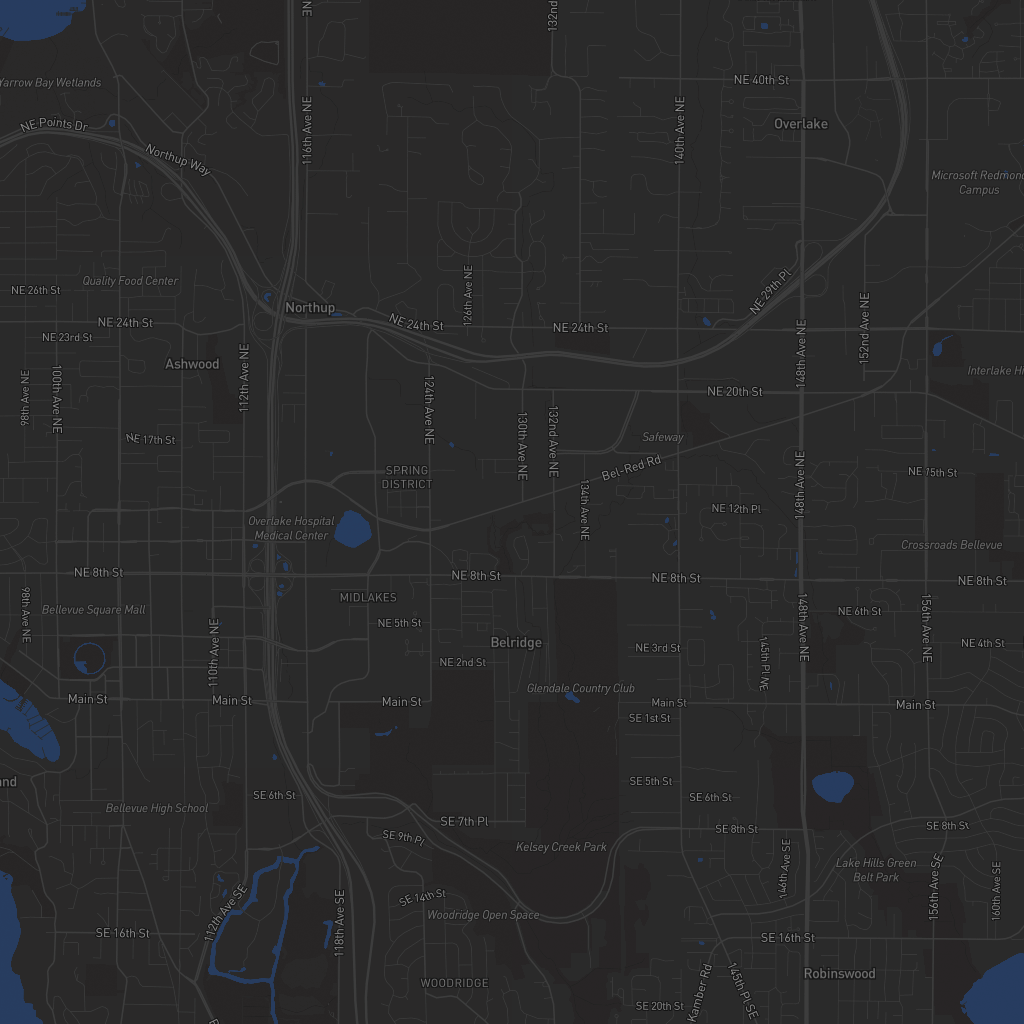 132nd
NE
NE 40th St
Yarrow Bay Wetlands
NE Points Dr
116th Ave NE
140th Ave NE
Overlake
Northup Way
Microsoft Redmond
Campus
Quality Food Center
NE 26th St
126th Ave NE
NE 29th Pl
Northup
NE 24th St
NE 24th St
NE 24th St
152nd Ave NE
NE 23rd St
148th Ave NE
Ashwood
112th Ave NE
Interlake Hi
98th Ave NE
100th Ave NE
NE 20th St
124th Ave NE
130th Ave NE
132nd Ave NE
NE 17th St
Safeway
Bel-Red Rd
SPRING
DISTRICT
NE 15th St
148th Ave NE
134th Ave NE
NE 12th Pl
Overlake Hospital
Medical Center
Crossroads Bellevue
NE 8th St
NE 8th St
NE 8th St
NE 8th St
MIDLAKES
98th Ave NE
Bellevue Square Mall
NE 6th St
148th Ave NE
156th Ave NE
NE 5th St
110th Ave NE
Belridge
NE 3rd St
NE 4th St
145th Pl NE
NE 2nd St
Glendale Country Club
Main St
Main St
Main St
Main St
Main St
SE 1st St
and
SE 5th St
SE 6th St
SE 6th St
Bellevue High School
SE 7th Pl
SE 8th St
SE 8th St
SE 9th Pl
Kelsey Creek Park
146th Ave SE
Lake Hills Green
Belt Park
156th Ave SE
160th Ave SE
SE 14th St
112th Ave SE
118th Ave SE
Woodridge Open Space
SE 16th St
SE 16th St
Robinswood
WOODRIDGE
Kamber Rd
145th Pl SE
SE 20th St